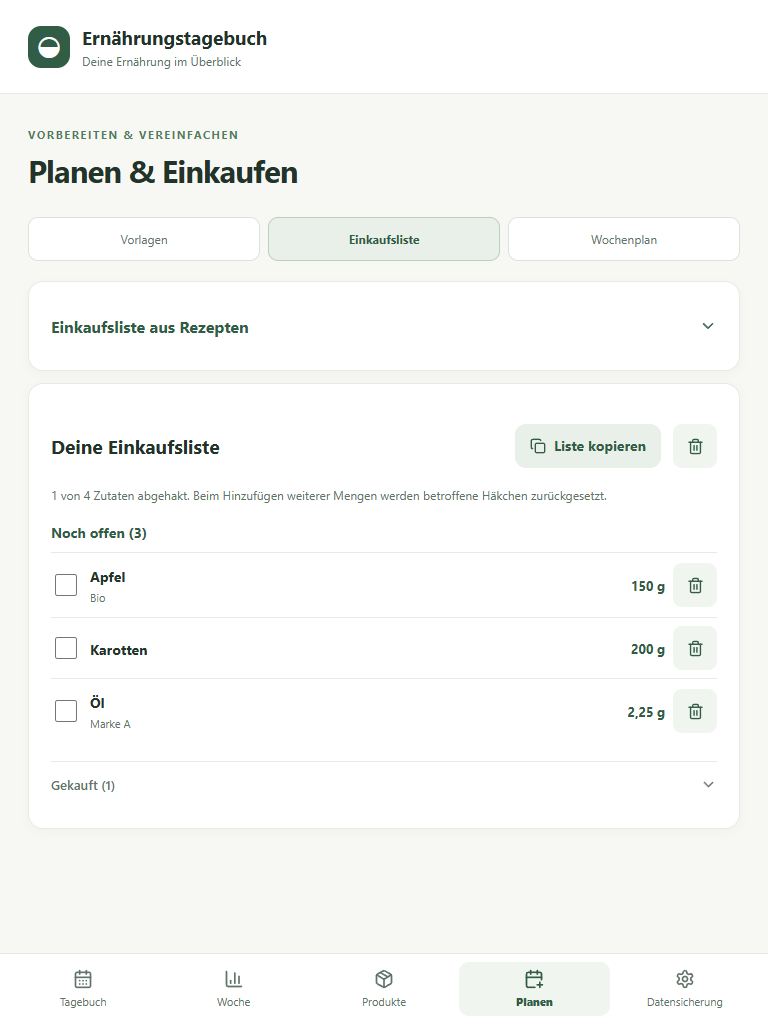 Ernährungstagebuch
Deine Ernährung im Überblick
VORBEREITEN & VEREINFACHEN
Planen & Einkaufen
Vorlagen
Einkaufsliste
Wochenplan
Einkaufsliste aus Rezepten
Deine Einkaufsliste
Liste kopieren
1 von 4 Zutaten abgehakt. Beim Hinzufügen weiterer Mengen werden betroffene Häkchen zurückgesetzt.
Noch offen (3)
Apfel
Bio
150 g
Karotten
200 g
Öl
Marke A
2,25 g
Gekauft (1)
Tagebuch
Woche
Produkte
Planen
Datensicherung